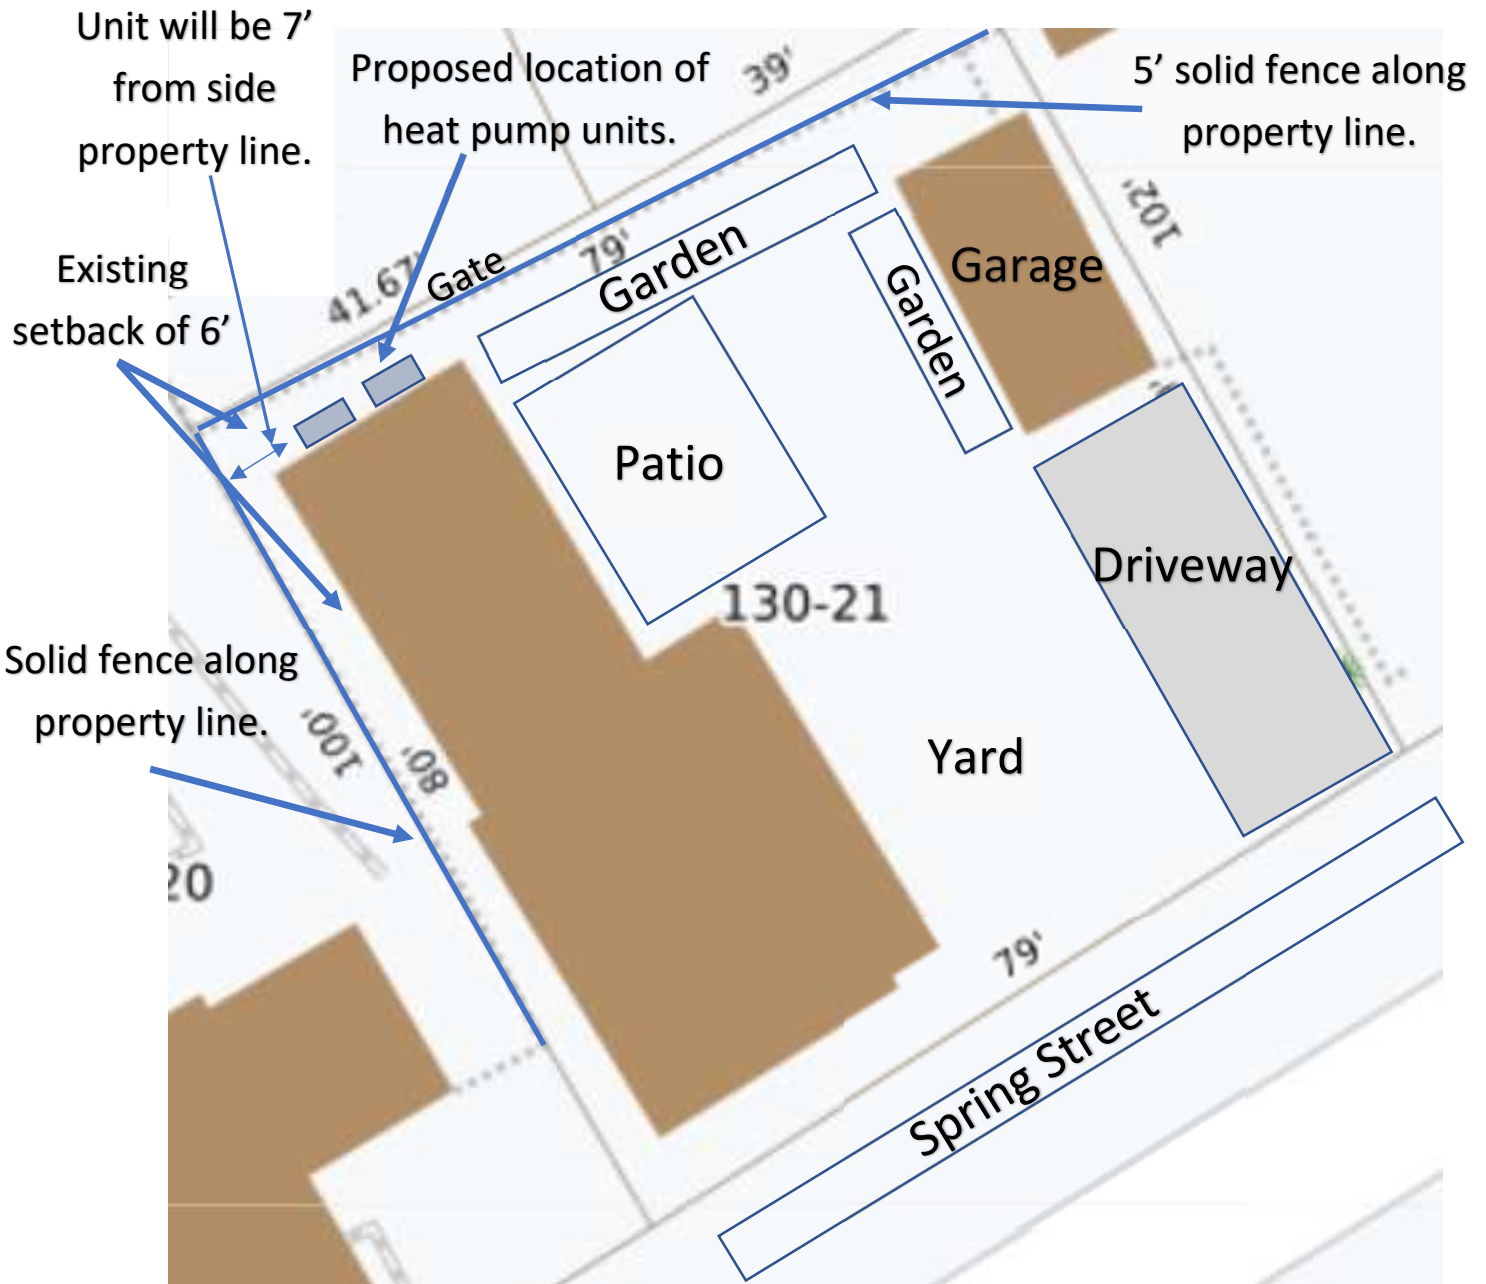 Unit will be 7’
from side
property line.
Proposed location of
heat pump units.
39'
5’ solid fence along
property line.
102'
Existing
setback of 6’
41.67'
Gate
79'
Garden
Garage
Garden
Patio
Driveway
130-21
Solid fence along
property line.
100'
80'
Yard
20
79'
Spring Street